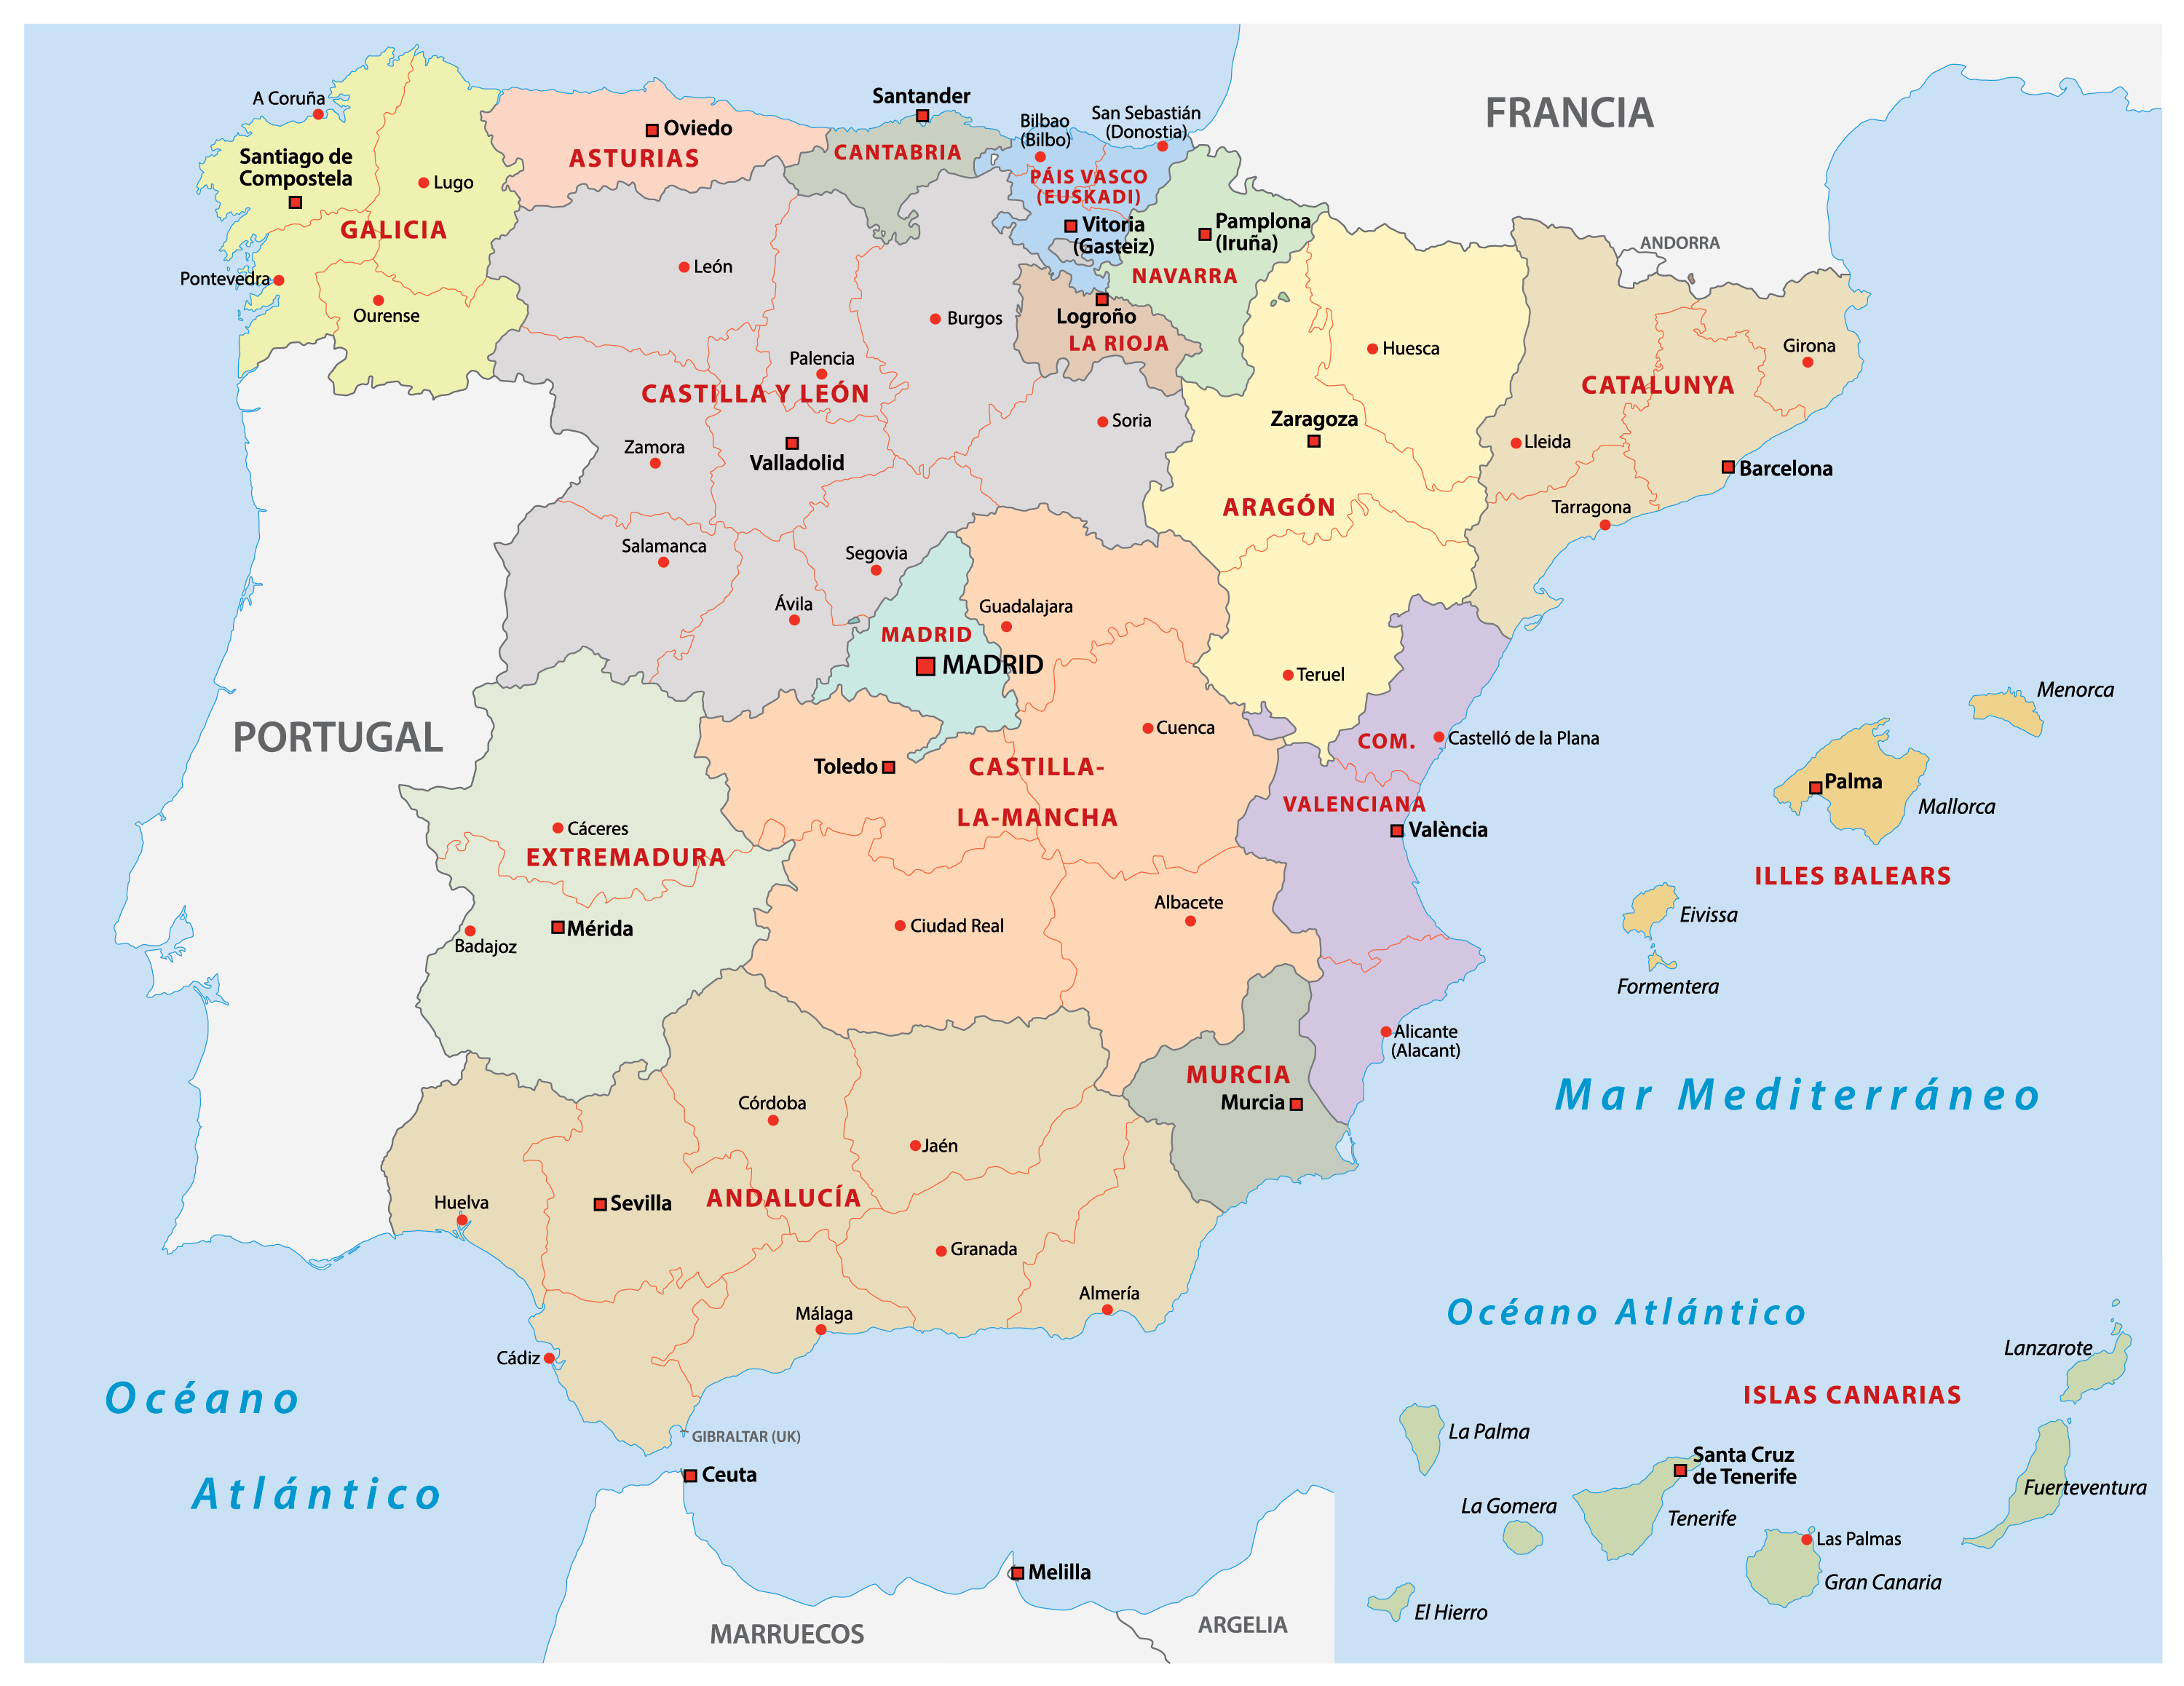 FRANCIA
A Coruña
Santiago de
Compostela
Lugo
GALICIA
Pontevedra
Ourense
Oviedo
ASTURIAS
Santander
CANTABRIA
Bilbao
(Bilbo)
San Sebastián
(Donostia)
PÁIS VASCO
(EUSKADI)
Vitoria
(Gasteiz)
Pamplona
(Iruña)
NAVARRA
Logroño
LA RIOJA
ANDORRA
León
Burgos
Palencia
CASTILLA Y LEÓN
Zamora
Valladolid
Soria
Salamanca
Segovia
Ávila
Huesca
Zaragoza
ARAGÓN
Teruel
CATALUNYA
Girona
Lleida
Barcelona
Tarragona
MADRID
MADRID
Guadalajara
Cuenca
Toledo
CASTILLA-
LA-MANCHA
Ciudad Real
Albacete
PORTUGAL
Cáceres
EXTREMADURA
Mérida
Badajoz
COM.
VALENCIANA
Castelló de la Plana
València
Alicante
(Alacant)
Menorca
Palma
Mallorca
ILLES BALEARS
Eivissa
Formentera
MURCIA
Murcia
Mar Mediterráneo
Córdoba
Jaén
Huelva
Sevilla
ANDALUCÍA
Granada
Almería
Málaga
Cádiz
GIBRALTAR (UK)
Ceuta
Melilla
MARRUECOS
ARGELIA
Océano
Atlántico
Océano Atlántico
Lanzarote
ISLAS CANARIAS
La Palma
Santa Cruz
de Tenerife
Fuerteventura
La Gomera
Tenerife
Las Palmas
Gran Canaria
El Hierro